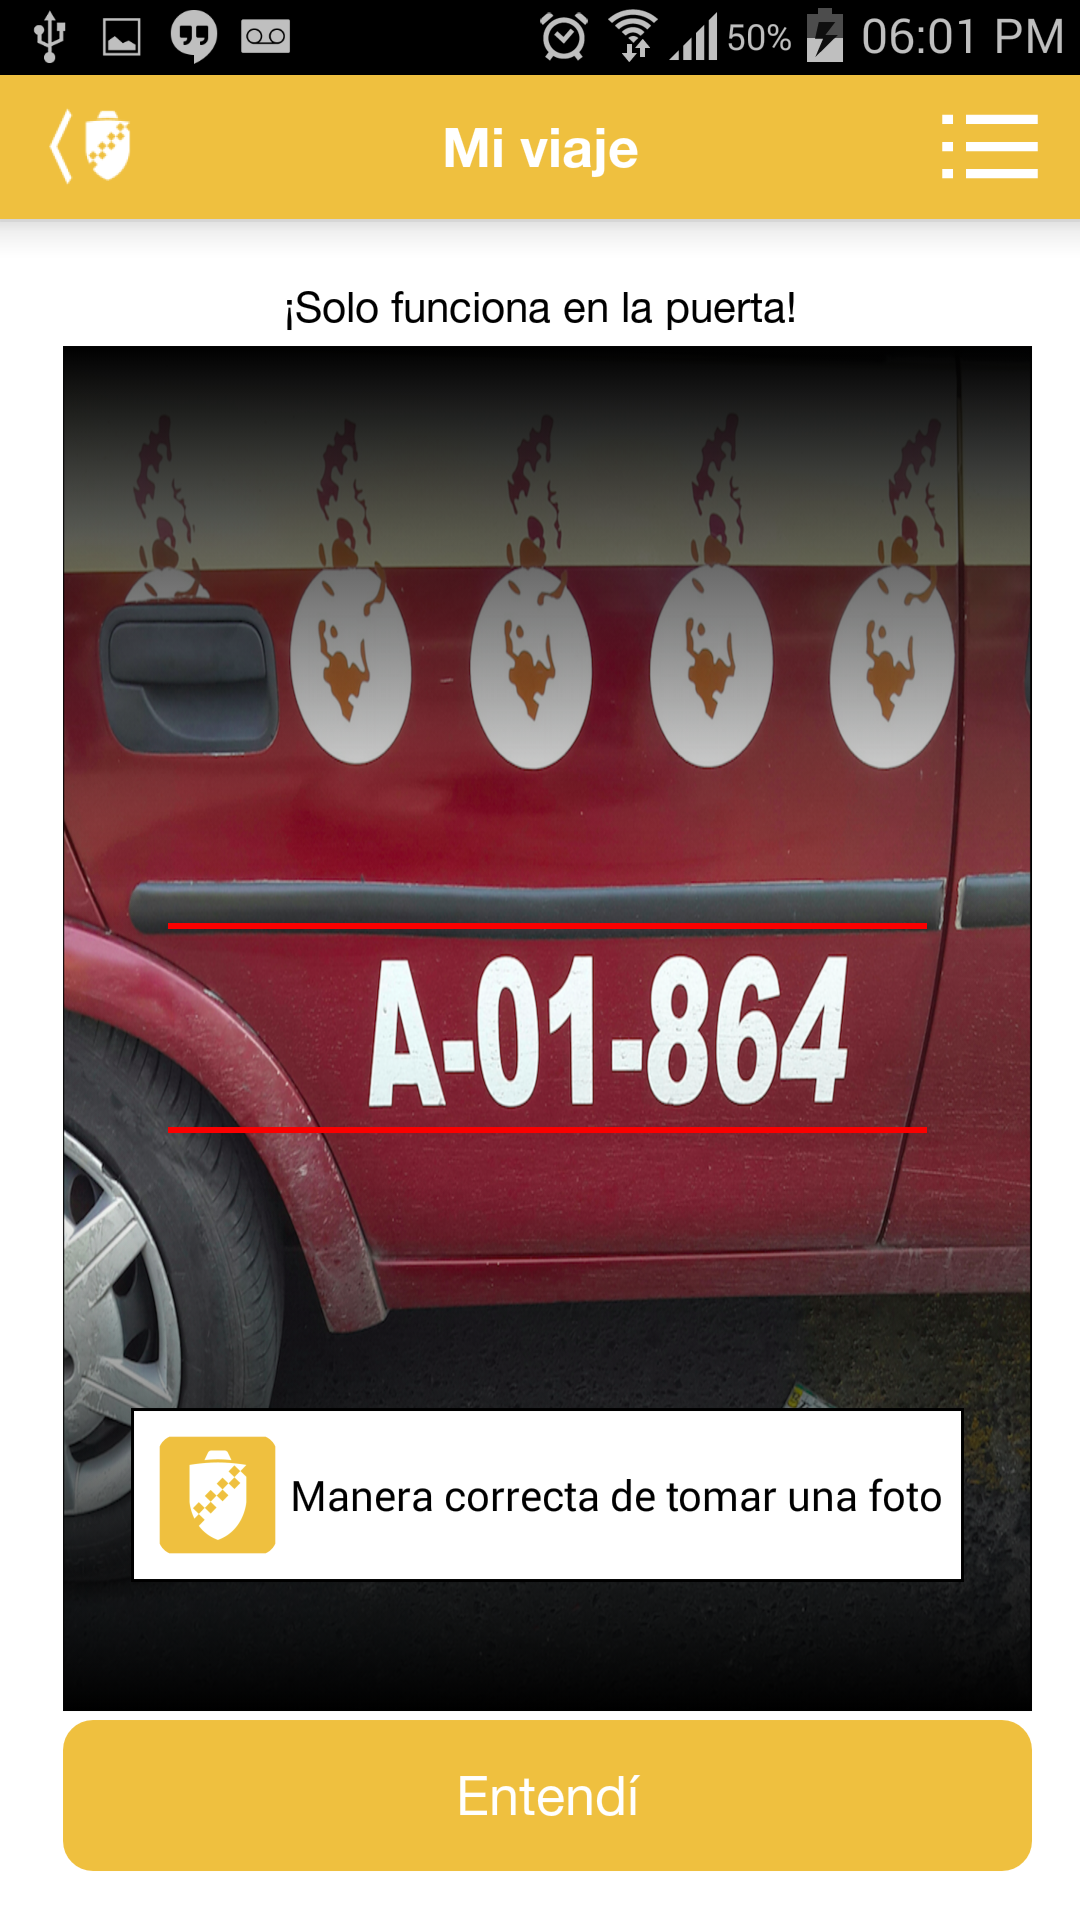 50% 06:01 PM
Mi viaje
¡Solo funciona en la puerta!
A-01-864
Manera correcta de tomar una foto
Entendí